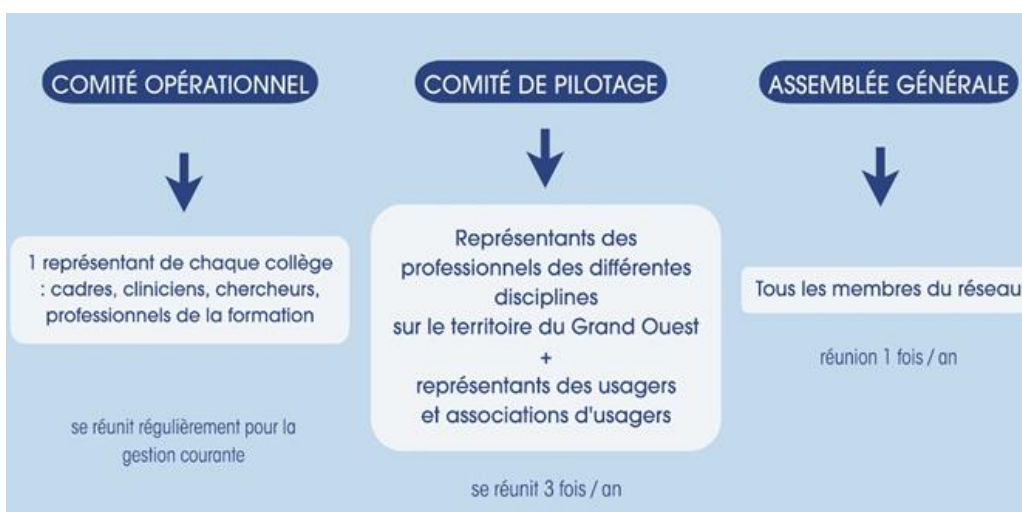 COMITÉ OPÉRATIONNEL
1 représentant de chaque collège
: cadres, cliniciens, chercheurs,
professionnels de la formation
se réunit régulièrement pour la
gestion courante
COMITÉ DE PILOTAGE
Représentants des
professionnels des différentes
disciplines
sur le territoire du Grand Ouest
+
représentants des usagers
et associations d'usagers
se réunit 3 fois / an
ASSEMBLÉE GÉNÉRALE
Tous les membres du réseau
réunion 1 fois / an